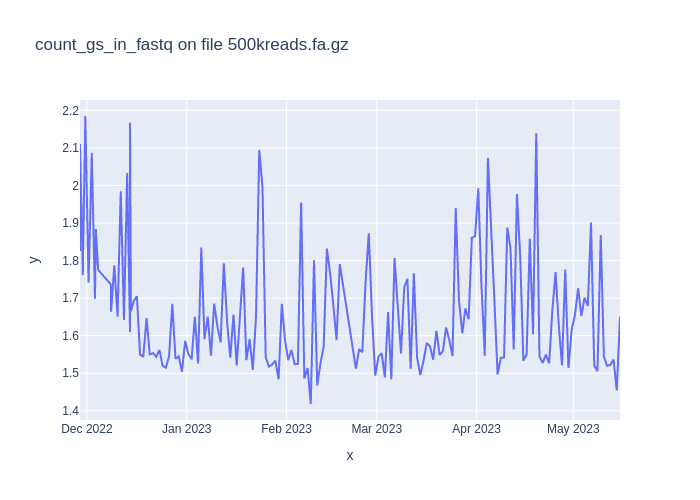 count_gs_in_fastq on file 500kreads.fa.gz
2.2
2.1
2
1.9
1.8
1.7
1.6
1.5
1.4
y
Dec 2022 Jan 2023 Feb 2023 Mar 2023 Apr 2023 May 2023
x